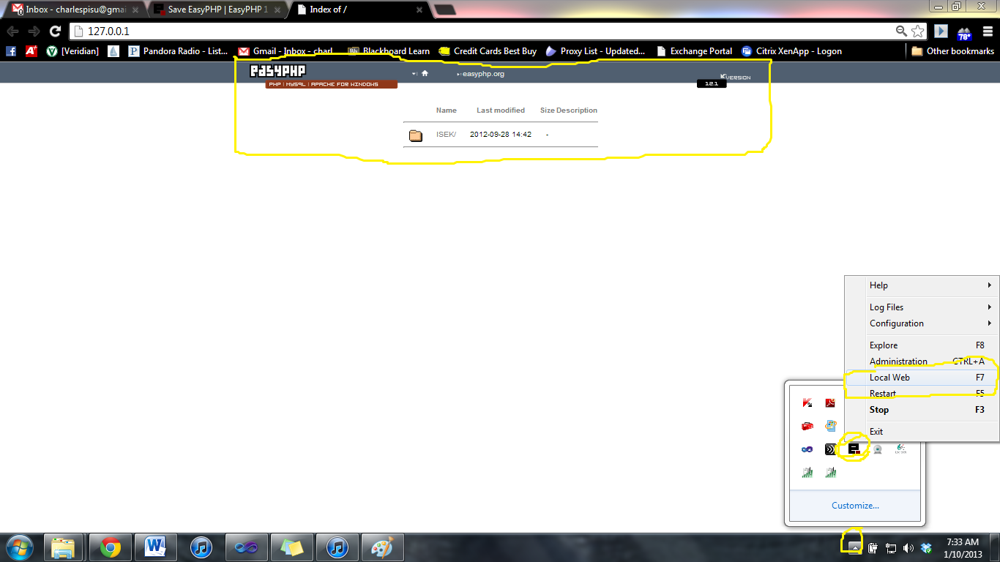 Inbox - charlespisu@gmai
Save EasyPHP | EasyPHP 1
Index of /
127.0.0.1
78°
[Veridian]
Pandora Radio - List...
Gmail - Inbox - charl
Blackboard Learn
Credit Cards Best Buy
Proxy List - Updated...
Exchange Portal
Citrix XenApp - Logon
Other bookmarks
EASYPHP
easyphp.org
VERSION
PHP | MYSQL | APACHE FOR WINDOWS
12.1
Name Last modified Size Description
ISEK/ 2012-09-28 14:42 -
Help
Log Files
Configuration
Explore F8
Administration CTRL+A
Local Web F7
Restart F5
Stop F3
Exit
Customize...
7:33 AM
1/10/2013